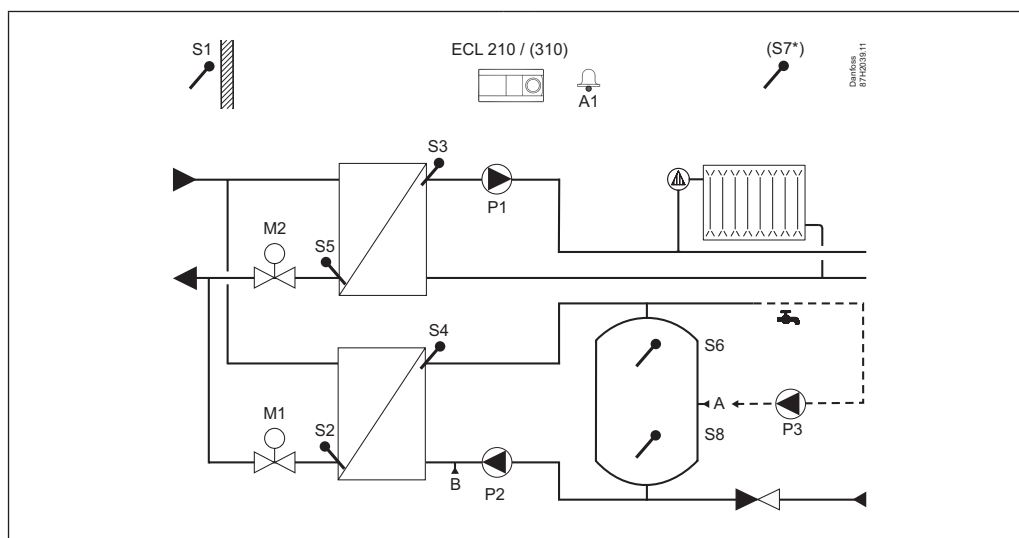 S1
ECL 210 / (310)
(S7*)
Danfoss
87H2039.11
A1
S3
P1
M2
S5
S4
S6
A
M1
S2
S8
P3
B
P2